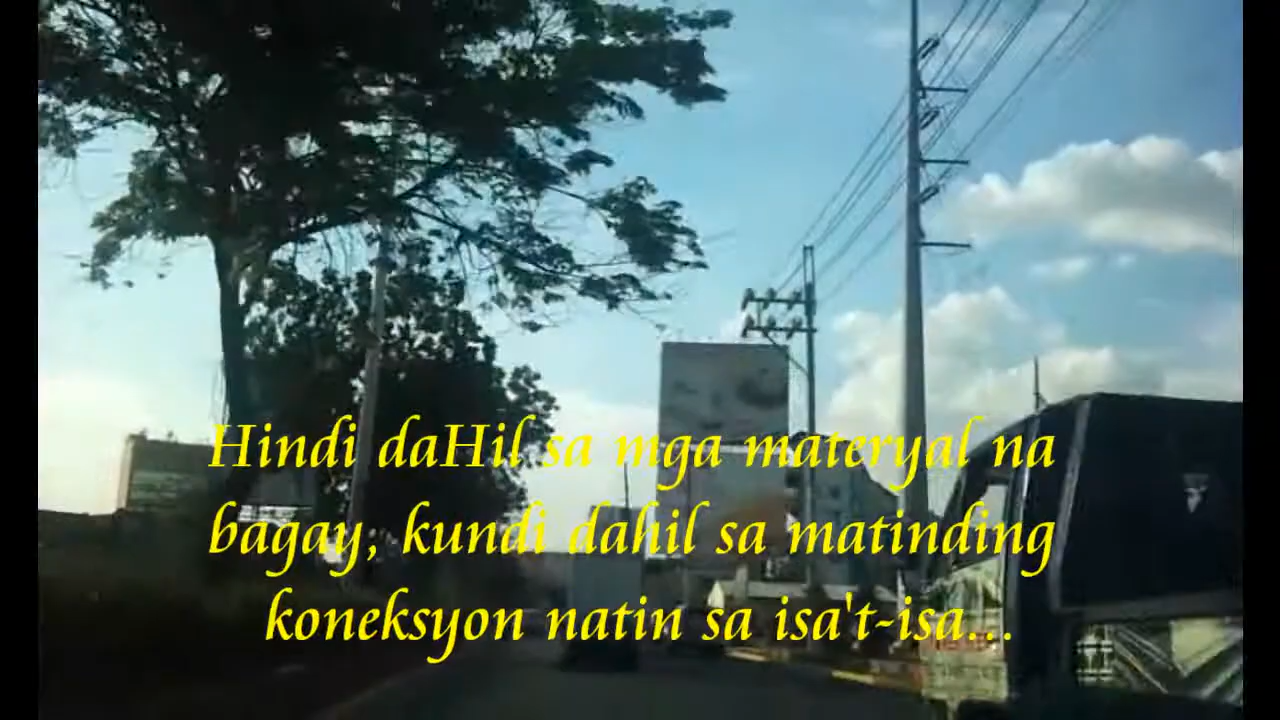 Hindi daHil sa mga materyal na
bagay, kundi dahil sa matinding
koneksyon natin sa isa't-isa...